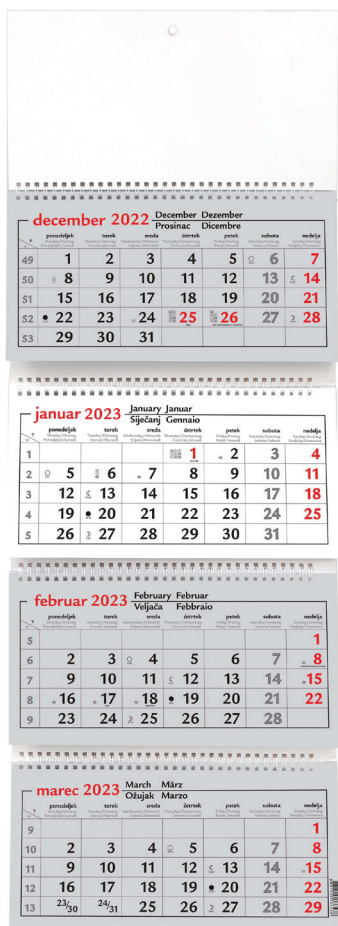 december 2022 December Dezember
Prosinac Dicembre
ponedeljek torek sreda četrtek petek sobota nedelja
49 1 2 3 4 5 6 7
50 8 9 10 11 12 13 14
51 15 16 17 18 19 20 21
52 22 23 24 25 26 27 28
53 29 30 31
januar 2023 January Januar
Siječanj Gennaio
ponedeljek torek sreda četrtek petek sobota nedelja
1 1 2 3 4
2 5 6 7 8 9 10 11
3 12 13 14 15 16 17 18
4 19 20 21 22 23 24 25
5 26 27 28 29 30 31
februar 2023 February Februar
Veljača Febbraio
ponedeljek torek sreda četrtek petek sobota nedelja
5 1
6 2 3 4 5 6 7 8
7 9 10 11 12 13 14 15
8 16 17 18 19 20 21 22
9 23 24 25 26 27 28
marec 2023 March März
Ožujak Marzo
ponedeljek torek sreda četrtek petek sobota nedelja
9 1
10 2 3 4 5 6 7 8
11 9 10 11 12 13 14 15
12 16 17 18 19 20 21 22
13 23/30 24/31 25 26 27 28 29